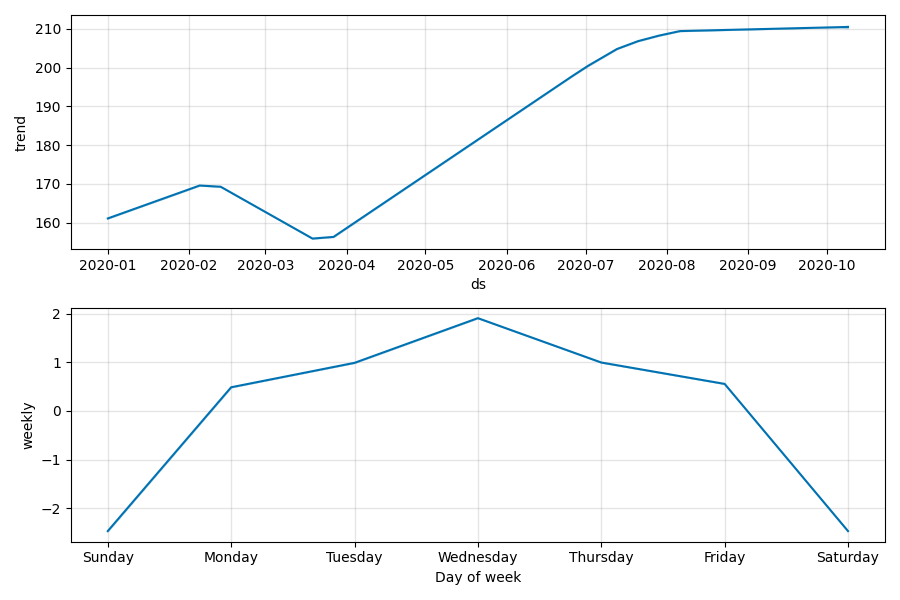 210
200
190
180
170
160
trend
2020-01 2020-02 2020-03 2020-04 2020-05 2020-06 2020-07 2020-08 2020-09 2020-10
ds
2
1
0
−1
−2
weekly
Sunday Monday Tuesday Wednesday Thursday Friday Saturday
Day of week